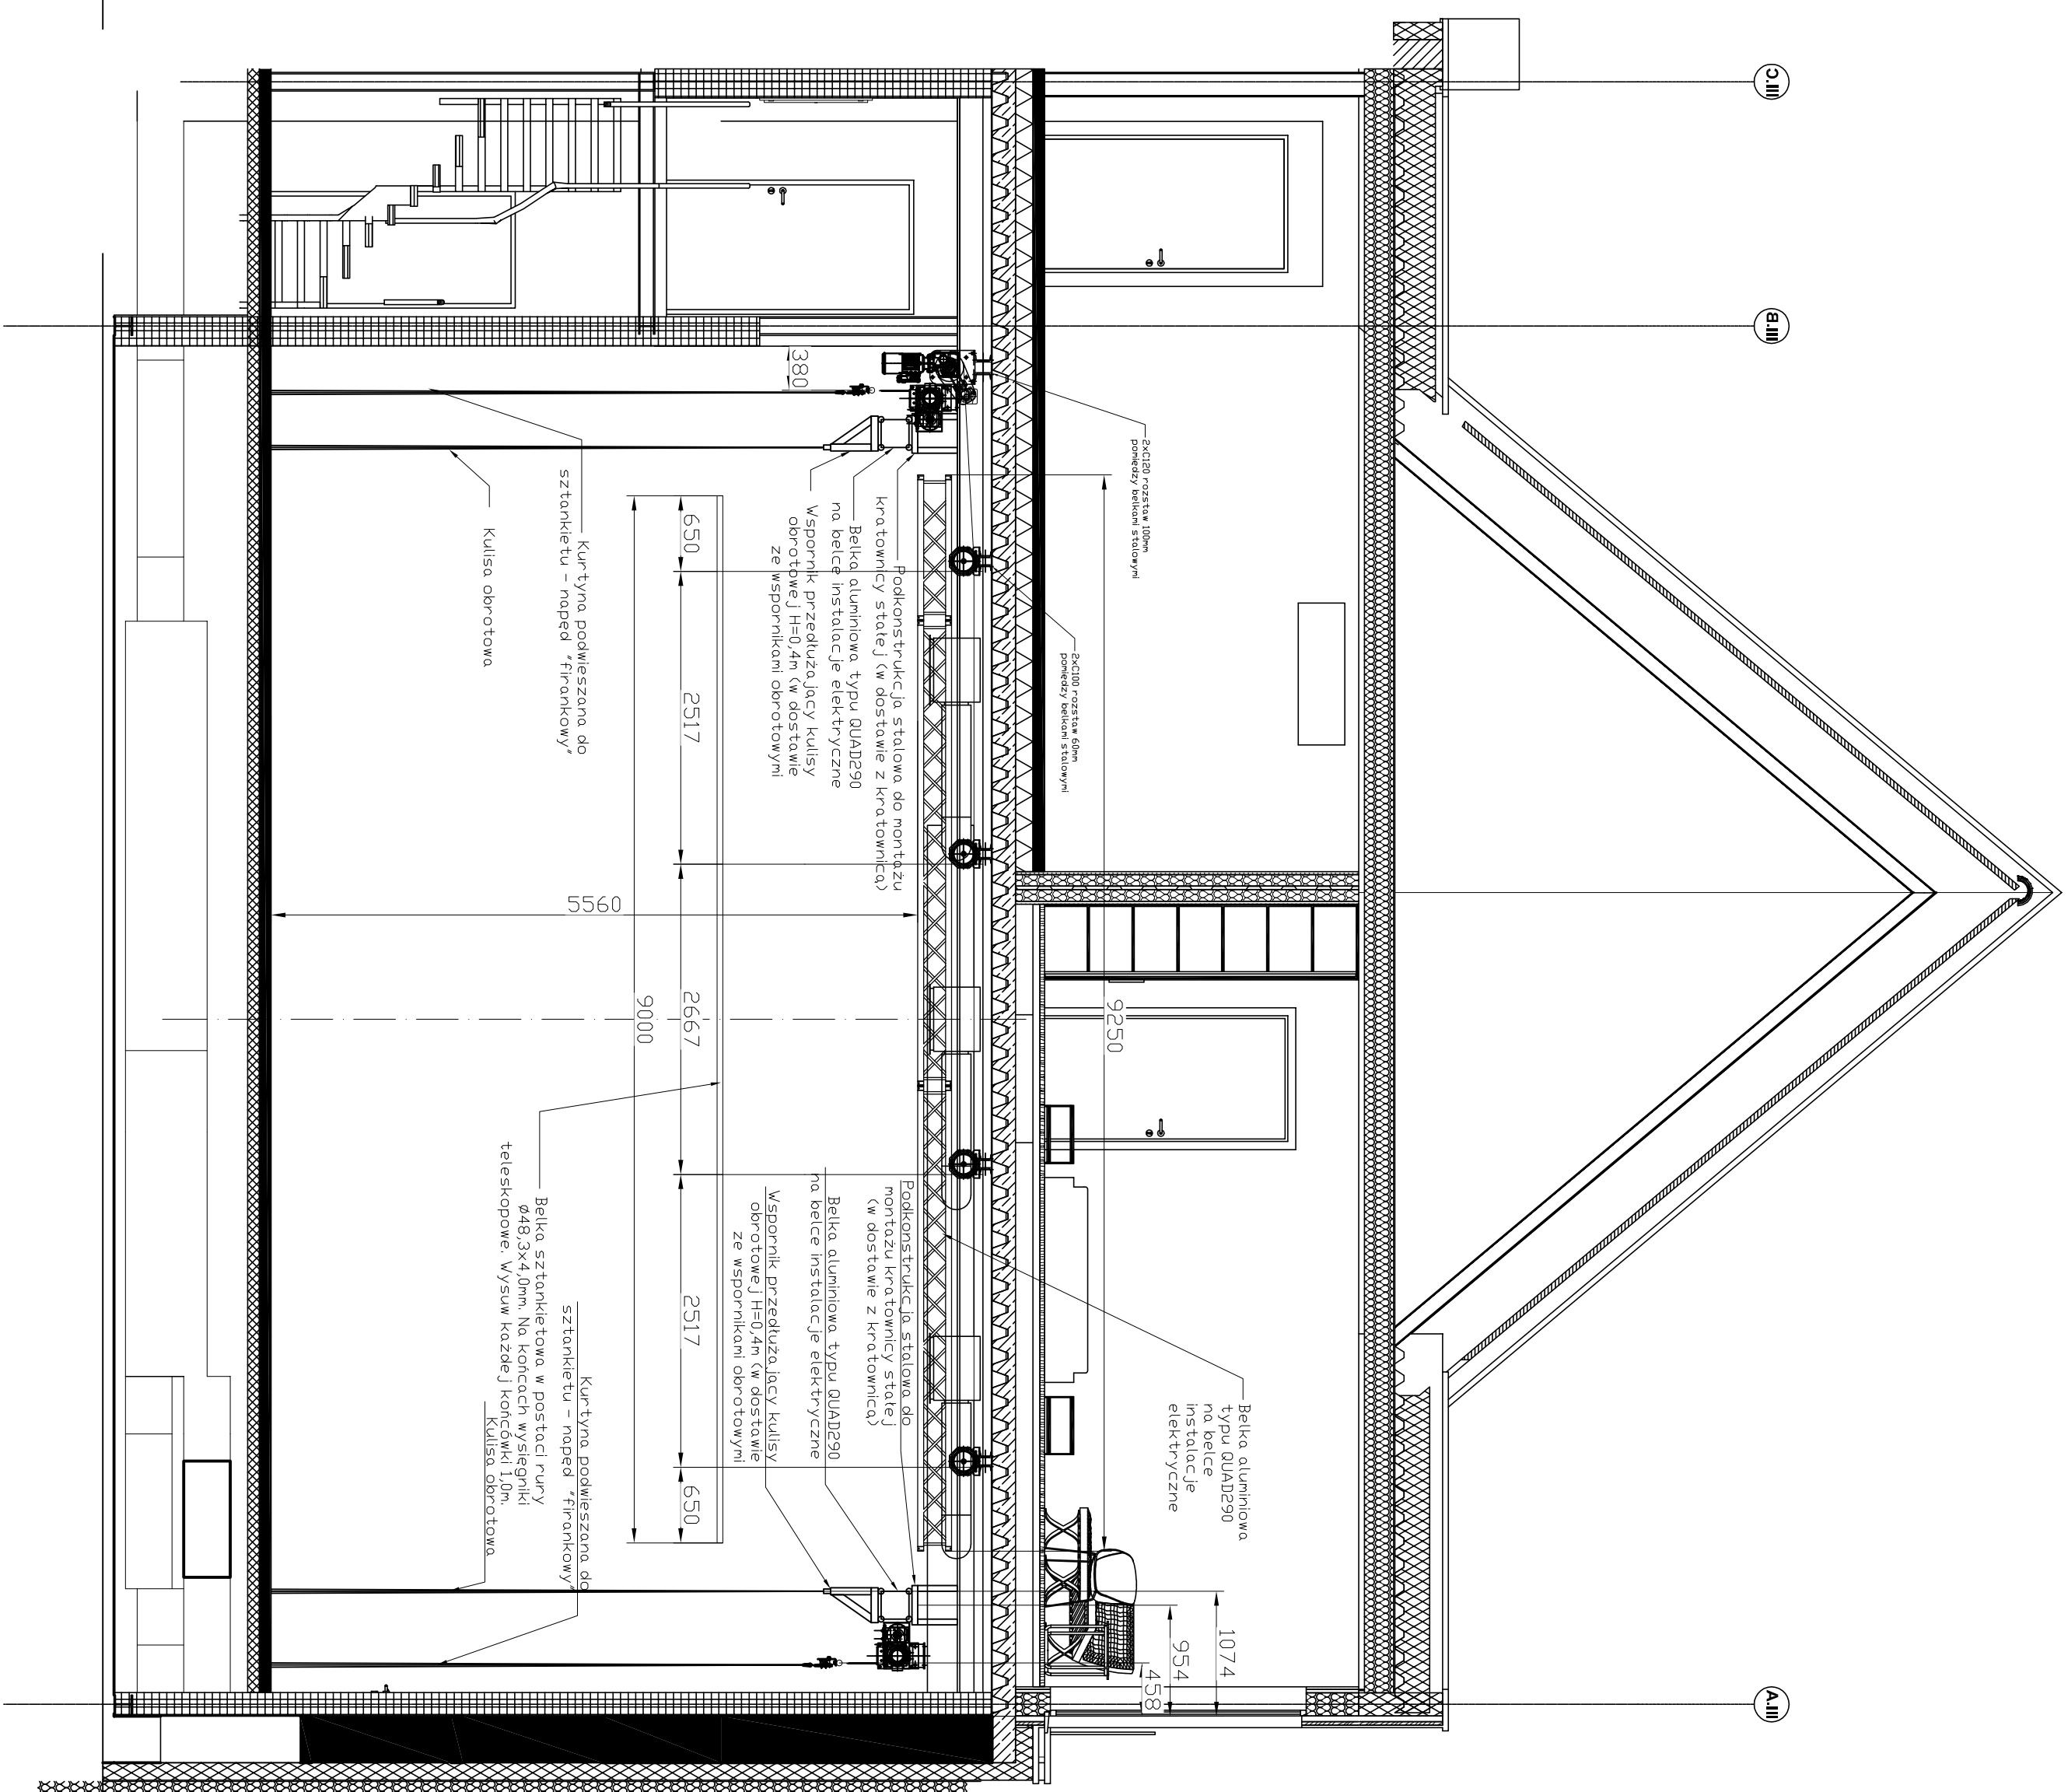 III.C
III.B
A.III
2xC120 rozstaw 100mm
pomiędzy belkami stalowymi
2xC100 rozstaw 60mm
pomiędzy belkami stalowymi
9250
Belka aluminiowa
typu QUAD290
na belce
instalacje
elektryczne
1074
954
458
380
Podkonstrukcja stalowa do montażu
kratownicy stałej (w dostawie z kratownicą)
Belka aluminiowa typu QUAD290
na belce instalacje elektryczne
Wspornik przedłużający kulisy
obrotowej H=0,4m (w dostawie
ze wspornikami obrotowymi
Podkonstrukcja stalowa do
montażu kratownicy stałej
(w dostawie z kratownicą)
Belka aluminiowa typu QUAD290
na belce instalacje elektryczne
Wspornik przedłużający kulisy
obrotowej H=0,4m (w dostawie
ze wspornikami obrotowymi
650
2517
2667
2517
650
9000
5560
Kurtyna podwieszana do
sztankietu - napęd "firankowy"
Kulisa obrotowa
Kurtyna podwieszana do
sztankietu - napęd "firankowy"
Belka sztankietowa w postaci rury
Ø48,3x4,0mm. Na końcach wysięgniki
teleskopowe. Wysuw każdej końcówki 1,0m.
Kulisa obrotowa